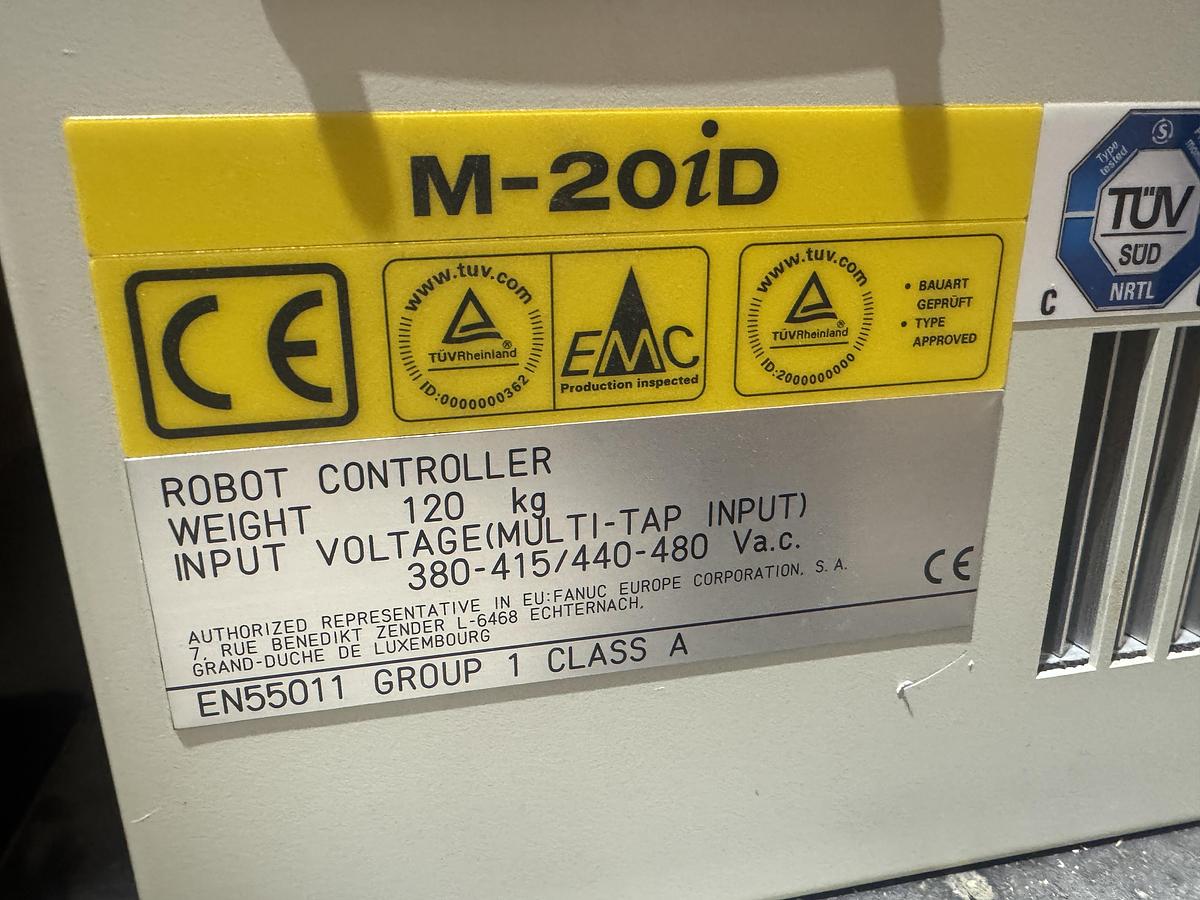 M-20iD
CE
www.tuv.com
TÜVRheinland®
ID:0000000362
EMC
Production inspected
www.tuv.com
TÜVRheinland®
ID:2000000000
• BAUART
GEPRÜFT
• TYPE
APPROVED
Type
tested
S
TÜV
SÜD
NRTL
C
ROBOT CONTROLLER
WEIGHT 120 kg
INPUT VOLTAGE(MULTI-TAP INPUT)
380-415/440-480 Va.c.
CE
AUTHORIZED REPRESENTATIVE IN EU:FANUC EUROPE CORPORATION, S. A.
7, RUE BENEDIKT ZENDER L-6468 ECHTERNACH,
GRAND-DUCHE DE LUXEMBOURG
EN55011 GROUP 1 CLASS A